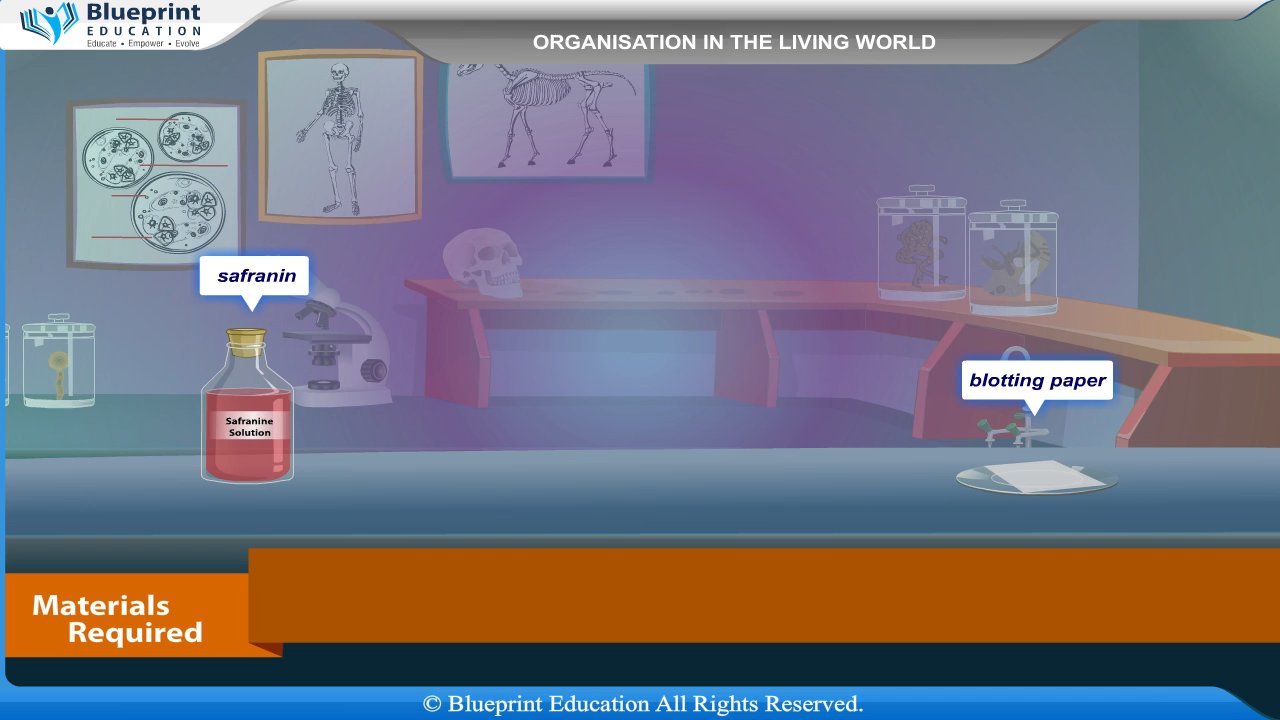 Blueprint
EDUCATION
Educate • Empower • Evolve
ORGANISATION IN THE LIVING WORLD
safranin
blotting paper
Safranine
Solution
Materials
Required
© Blueprint Education All Rights Reserved.